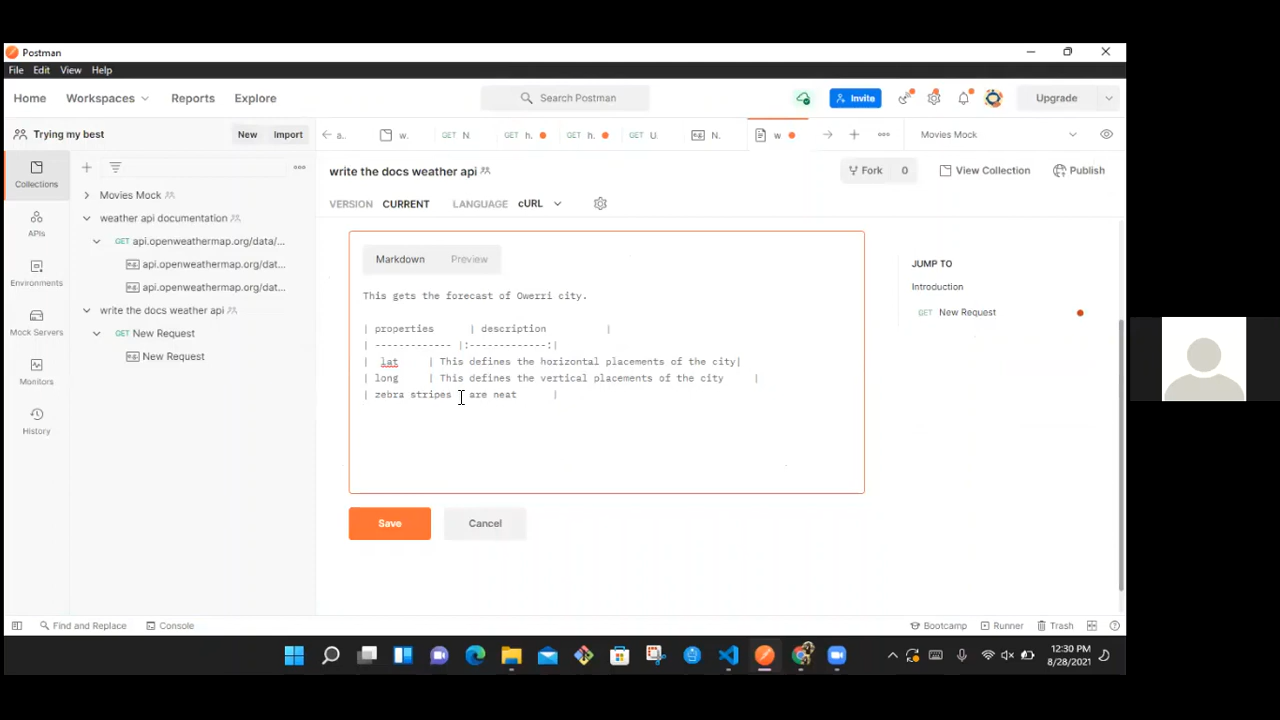 Postman
File Edit View Help
Home Workspaces Reports Explore Search Postman Invite Upgrade
Trying my best New Import a.. w. GET N. GET h. GET h. GET U. N. w Movies Mock
Collections
APIs
Environments
Mock Servers
Monitors
History
Movies Mock
weather api documentation
GET api.openweathermap.org/data/...
api.openweathermap.org/dat...
api.openweathermap.org/dat...
write the docs weather api
GET New Request
New Request
write the docs weather api Fork 0 View Collection Publish
VERSION CURRENT LANGUAGE cURL
Markdown Preview
This gets the forecast of Owerri city.
| properties | description |
| ------------- |:-------------:|
| lat | This defines the horizontal placements of the city|
| long | This defines the vertical placements of the city |
| zebra stripes | are neat |
Save Cancel
JUMP TO
Introduction
GET New Request
Find and Replace Console Bootcamp Runner Trash
12:30 PM
8/28/2021